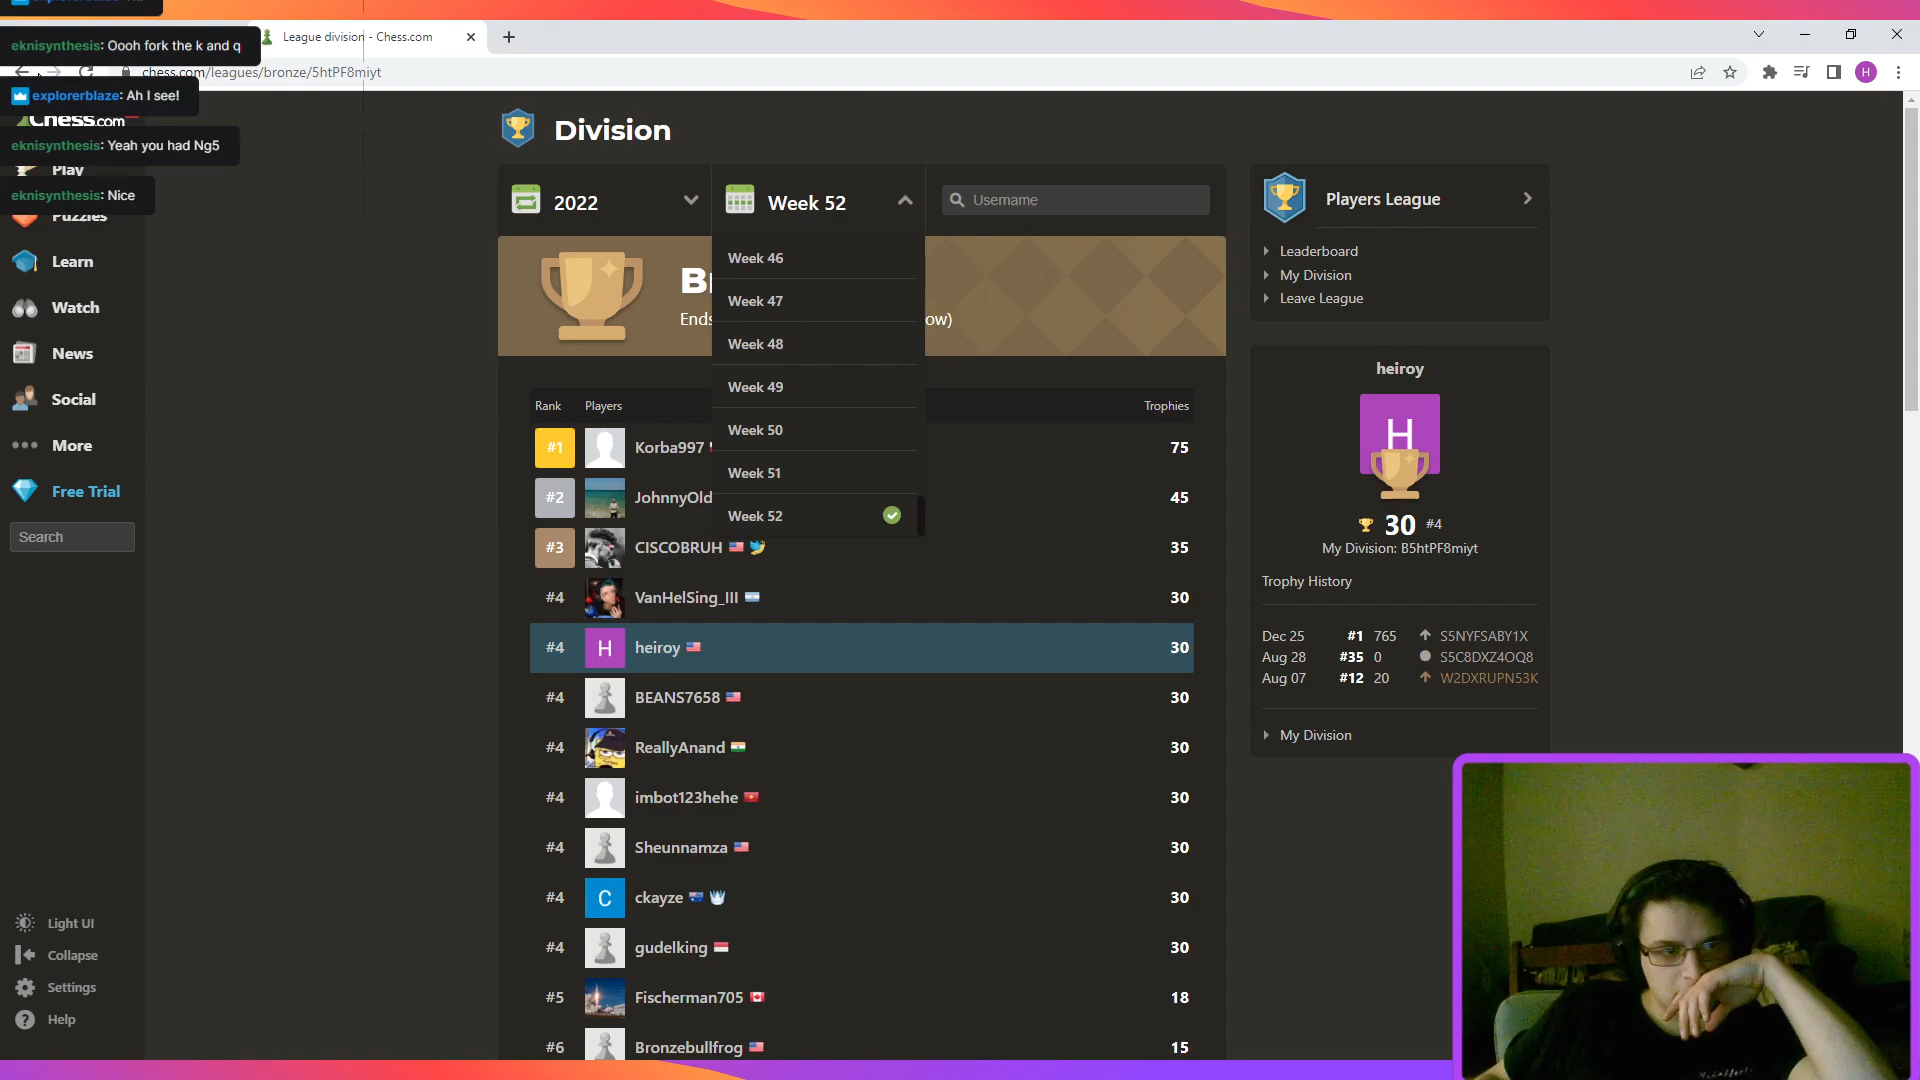 eknisynthesis: Oooh fork the k and q
League division - Chess.com
chess.com/leagues/bronze/5htPF8miyt
H
explorerblaze: Ah I see!
Chess.com
eknisynthesis: Yeah you had Ng5
Play
eknisynthesis: Nice
Puzzles
Learn
Watch
News
Social
More
Free Trial
Search
Light UI
Collapse
Settings
Help
Division
2022
Week 52
Username
Ends
ow)
Week 46
Week 47
Week 48
Week 49
Week 50
Week 51
Week 52
Rank Players Trophies
#1 Korba997 75
#2 JohnnyOld 45
#3 CISCOBRUH 35
#4 VanHelSing_III 30
#4 H heiroy 30
#4 BEANS7658 30
#4 ReallyAnand 30
#4 imbot123hehe 30
#4 Sheunnamza 30
#4 C ckayze 30
#4 gudelking 30
#5 Fischerman705 18
#6 Bronzebullfrog 15
Players League
Leaderboard
My Division
Leave League
heiroy
H
30 #4
My Division: B5htPF8miyt
Trophy History
Dec 25 #1 765 S5NYFSABY1X
Aug 28 #35 0 S5C8DXZ4OQ8
Aug 07 #12 20 W2DXRUPN53K
My Division